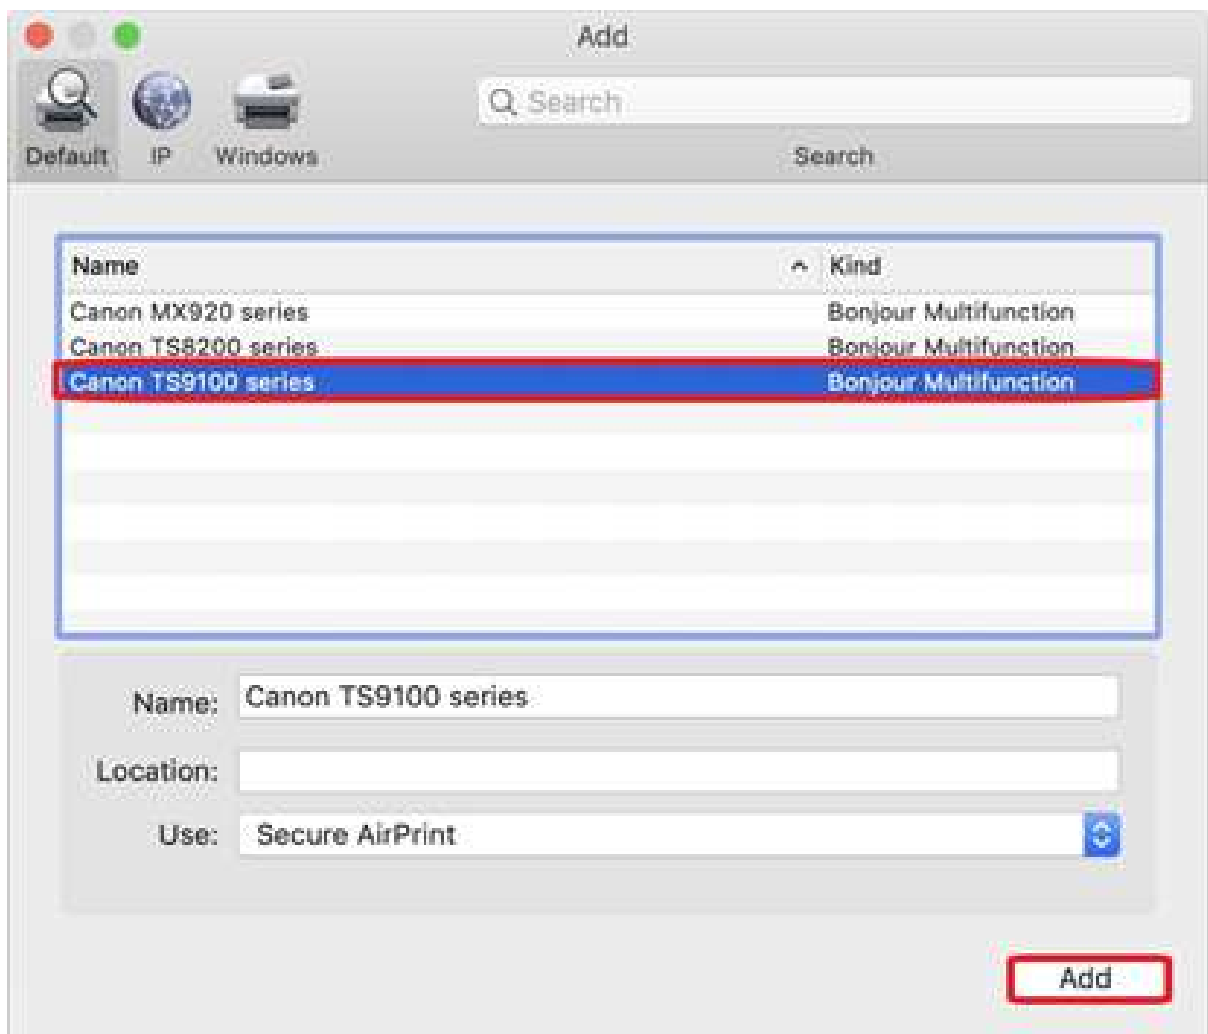 Add
Search
Default IP Windows Search
Name Kind
Canon MX920 series Bonjour Multifunction
Canon TS8200 series Bonjour Multifunction
Canon TS9100 series Bonjour Multifunction
Name: Canon TS9100 series
Location:
Use: Secure AirPrint
Add